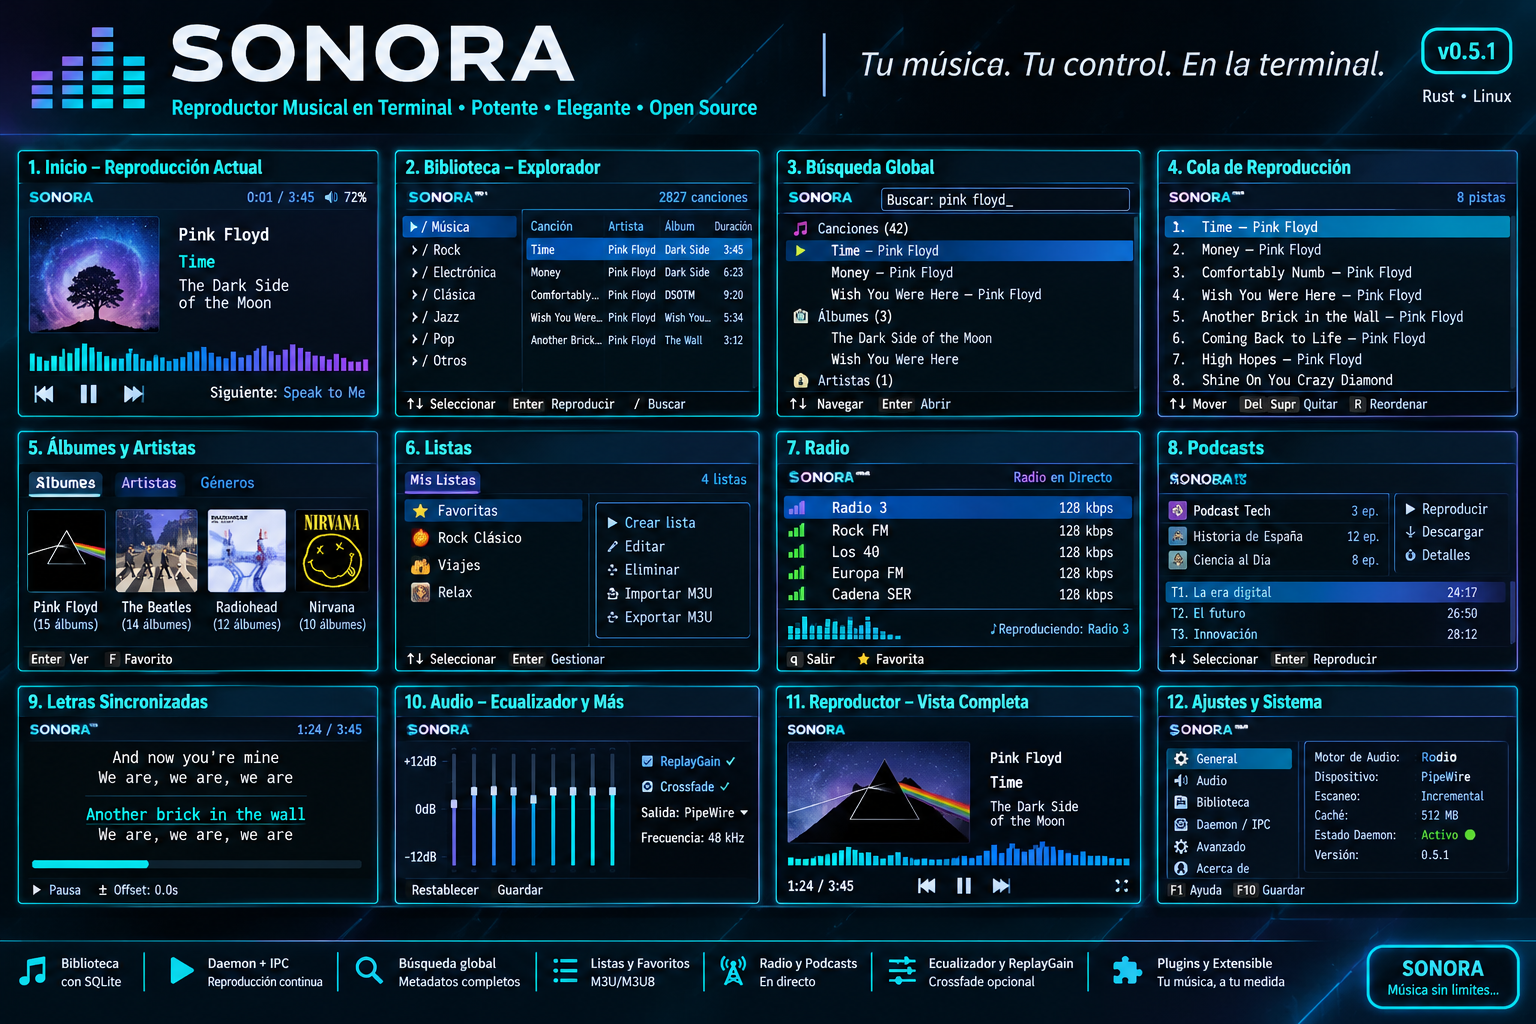 SONORA
Reproductor Musical en Terminal • Potente • Elegante • Open Source
Tu música. Tu control. En la terminal.
v0.5.1
Rust • Linux
1. Inicio – Reproducción Actual
SONORA
0:01 / 3:45
72%
Pink Floyd
Time
The Dark Side
of the Moon
Siguiente: Speak to Me
2. Biblioteca – Explorador
SONORA
2827 canciones
/ Música
/ Rock
/ Electrónica
/ Clásica
/ Jazz
/ Pop
/ Otros
Canción Artista Álbum Duración
Time Pink Floyd Dark Side 3:45
Money Pink Floyd Dark Side 6:23
Comfortably... Pink Floyd DSOTM 9:20
Wish You Were... Pink Floyd Wish You... 5:34
Another Brick... Pink Floyd The Wall 3:12
↑↓ Seleccionar Enter Reproducir / Buscar
3. Búsqueda Global
SONORA
Buscar: pink floyd_
Canciones (42)
Time – Pink Floyd
Money – Pink Floyd
Wish You Were Here – Pink Floyd
Álbumes (3)
The Dark Side of the Moon
Wish You Were Here
Artistas (1)
↑↓ Navegar Enter Abrir
4. Cola de Reproducción
SONORA
8 pistas
1. Time – Pink Floyd
2. Money – Pink Floyd
3. Comfortably Numb – Pink Floyd
4. Wish You Were Here – Pink Floyd
5. Another Brick in the Wall – Pink Floyd
6. Coming Back to Life – Pink Floyd
7. High Hopes – Pink Floyd
8. Shine On You Crazy Diamond
↑↓ Mover Del Supr Quitar R Reordenar
5. Álbumes y Artistas
Álbumes Artistas Géneros
NIRVANA
Pink Floyd
(15 álbums)
The Beatles
(14 álbumes)
Radiohead
(12 álbumes)
Nirvana
(10 álbumes)
Enter Ver F Favorito
6. Listas
Mis Listas
4 listas
Favoritas
Rock Clásico
Viajes
Relax
Crear lista
Editar
Eliminar
Importar M3U
Exportar M3U
↑↓ Seleccionar Enter Gestionar
7. Radio
SONORA
Radio en Directo
Radio 3 128 kbps
Rock FM 128 kbps
Los 40 128 kbps
Europa FM 128 kbps
Cadena SER 128 kbps
♪Reproduciendo: Radio 3
q Salir ★ Favorita
8. Podcasts
SONORA
Podcast Tech 3 ep.
Historia de España 12 ep.
Ciencia al Día 8 ep.
Reproducir
Descargar
Detalles
T1. La era digital 24:17
T2. El futuro 26:50
T3. Innovación 28:12
↑↓ Seleccionar Enter Reproducir
9. Letras Sincronizadas
SONORA
1:24 / 3:45
And now you're mine
We are, we are, we are
Another brick in the wall
We are, we are, we are
Pausa ± Offset: 0.0s
10. Audio – Ecualizador y Más
SONORA
+12dB
0dB
-12dB
ReplayGain ✓
Crossfade ✓
Salida: PipeWire
Frecuencia: 48 kHz
Restablecer Guardar
11. Reproductor – Vista Completa
SONORA
Pink Floyd
Time
The Dark Side
of the Moon
1:24 / 3:45
12. Ajustes y Sistema
SONORA
General
Audio
Biblioteca
Daemon / IPC
Avanzado
Acerca de
Motor de Audio: Rodio
Dispositivo: PipeWire
Escaneo: Incremental
Caché: 512 MB
Estado Daemon: Activo
Versión: 0.5.1
F1 Ayuda F10 Guardar
Biblioteca
con SQLite
Daemon + IPC
Reproducción continua
Búsqueda global
Metadatos completos
Listas y Favoritos
M3U/M3U8
Radio y Podcasts
En directo
Ecualizador y ReplayGain
Crossfade opcional
Plugins y Extensible
Tu música, a tu medida
SONORA
Música sin limites...